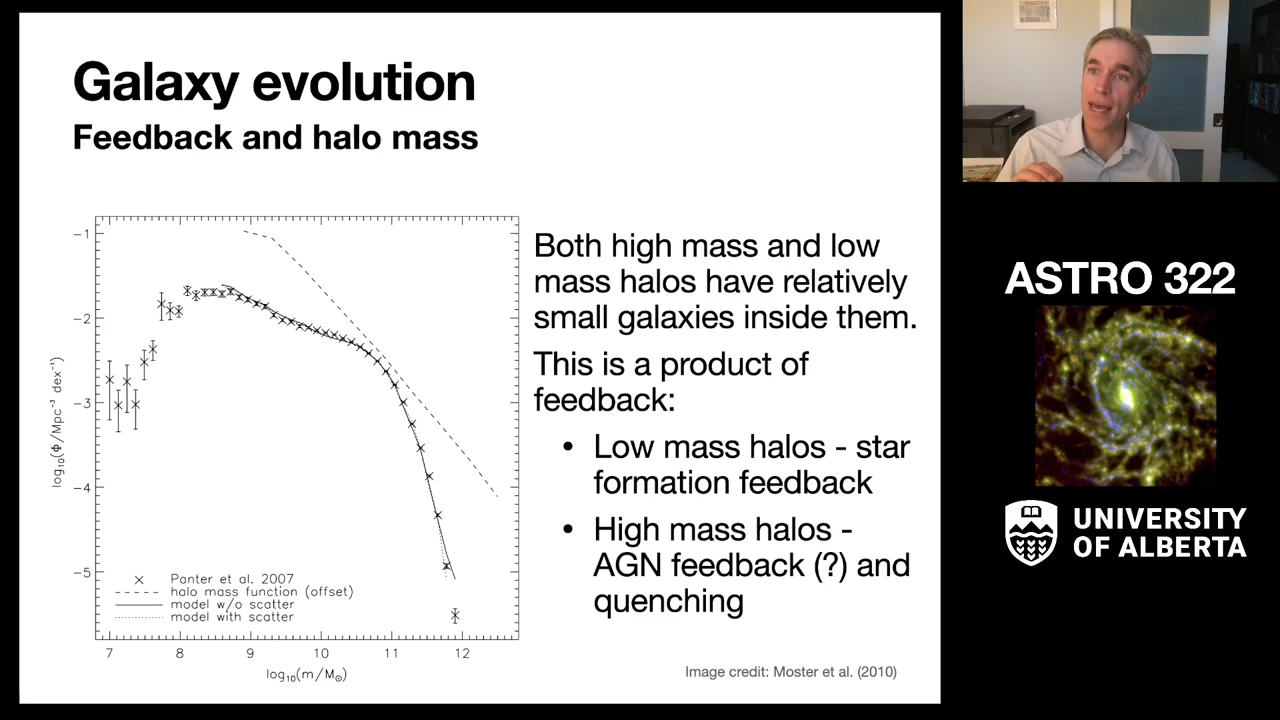 Galaxy evolution
Feedback and halo mass
−1
−2
−3
−4
−5
log₁₀(Φ/Mpc⁻³ dex⁻¹)
Panter et al. 2007
halo mass function (offset)
model w/o scatter
model with scatter
7 8 9 10 11 12
log₁₀(m/M☉)
Both high mass and low
mass halos have relatively
small galaxies inside them.
This is a product of
feedback:
• Low mass halos - star
formation feedback
• High mass halos -
AGN feedback (?) and
quenching
Image credit: Moster et al. (2010)
ASTRO 322
UNIVERSITY
OF ALBERTA